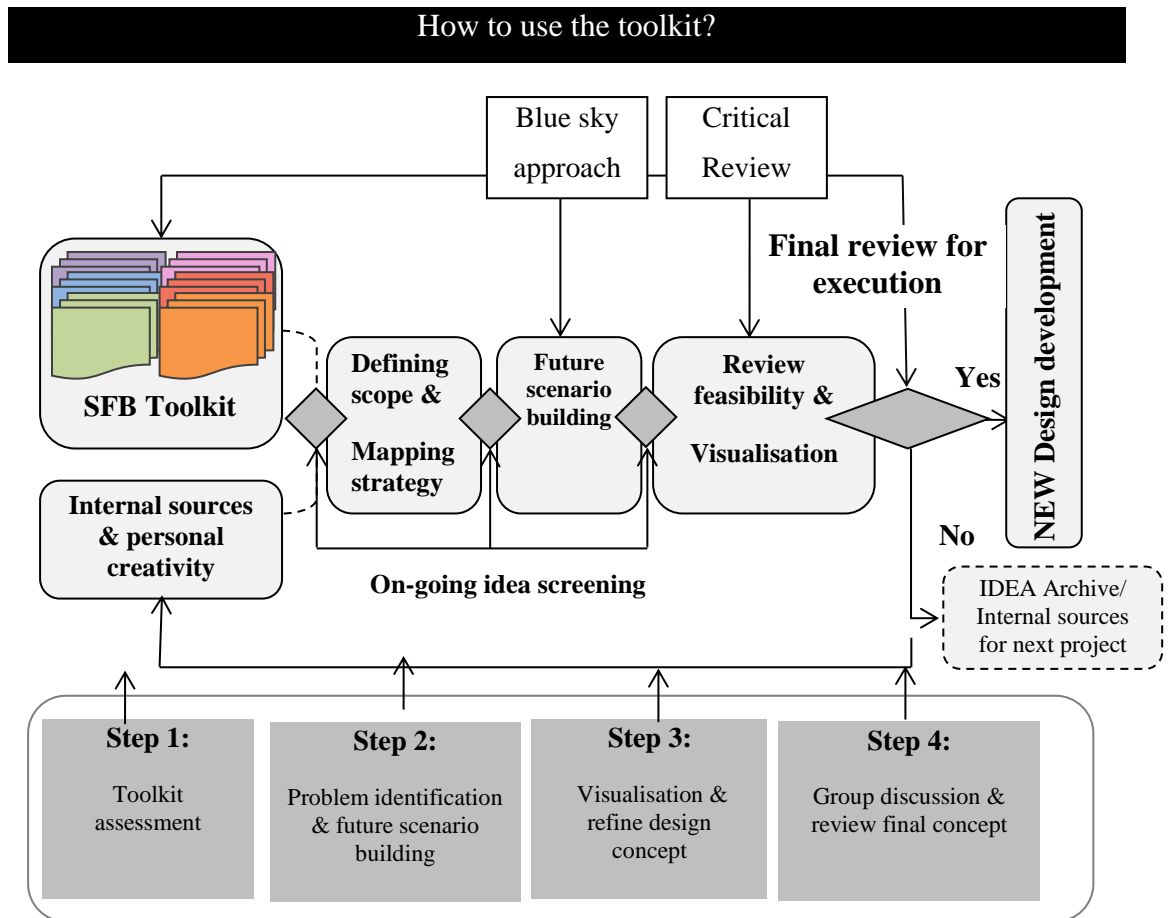 How to use the toolkit?
Blue sky
approach
Critical
Review
SFB Toolkit
Internal sources
& personal
creativity
Defining
scope &
Mapping
strategy
Future
scenario
building
Review
feasibility &
Visualisation
Final review for
execution
Yes
No
NEW Design development
On-going idea screening
IDEA Archive/
Internal sources
for next project
Step 1:
Toolkit
assessment
Step 2:
Problem identification
& future scenario
building
Step 3:
Visualisation &
refine design
concept
Step 4:
Group discussion &
review final concept